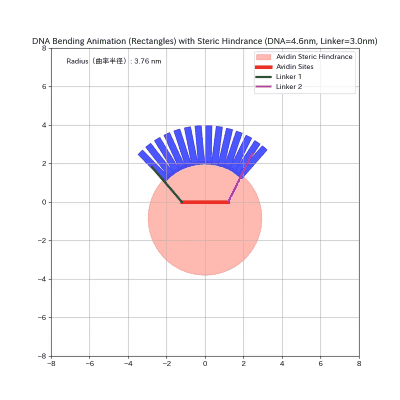 DNA Bending Animation (Rectangles) with Steric Hindrance (DNA=4.6nm, Linker=3.0nm)
8
Radius (曲率半径): 3.76 nm
Avidin Steric Hindrance
Avidin Sites
Linker 1
Linker 2
6
4
2
0
−2
−4
−6
−8
−8 −6 −4 −2 0 2 4 6 8